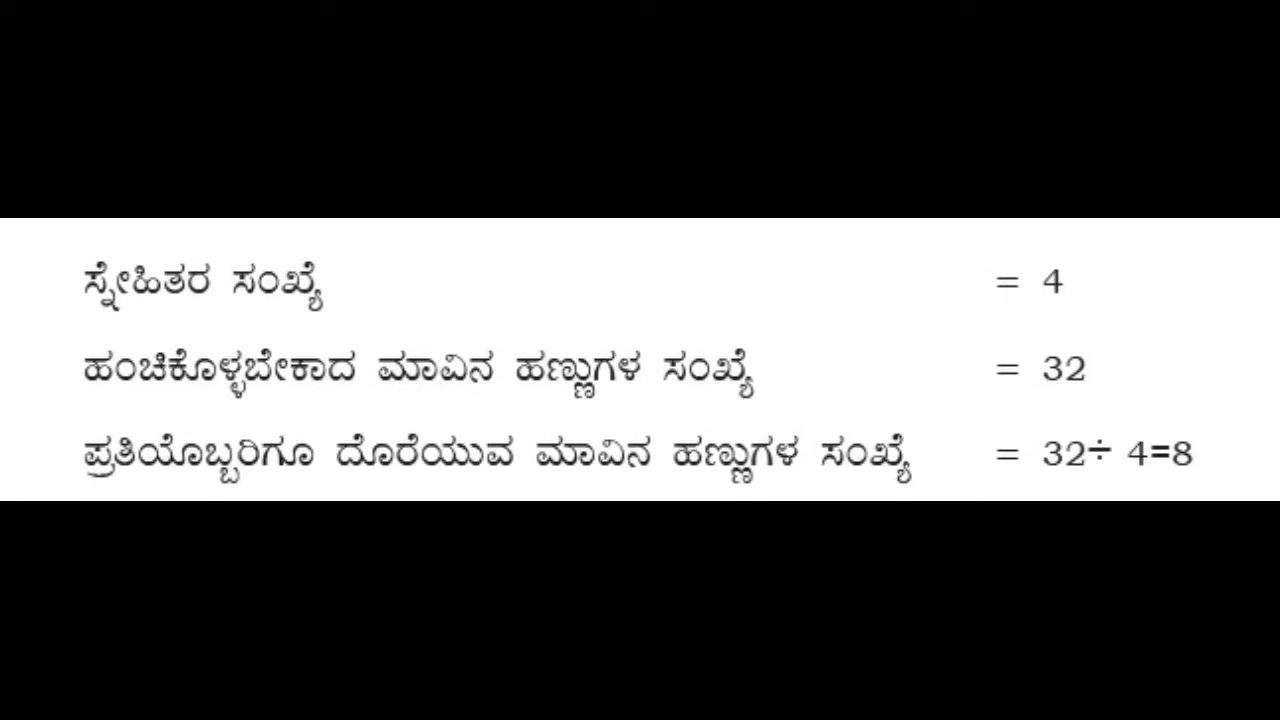 ಸ್ನೇಹಿತರ ಸಂಖ್ಯೆ = 4
ಹಂಚಿಕೊಳ್ಳಬೇಕಾದ ಮಾವಿನ ಹಣ್ಣುಗಳ ಸಂಖ್ಯೆ = 32
ಪ್ರತಿಯೊಬ್ಬರಿಗೂ ದೊರೆಯುವ ಮಾವಿನ ಹಣ್ಣುಗಳ ಸಂಖ್ಯೆ = 32÷ 4=8